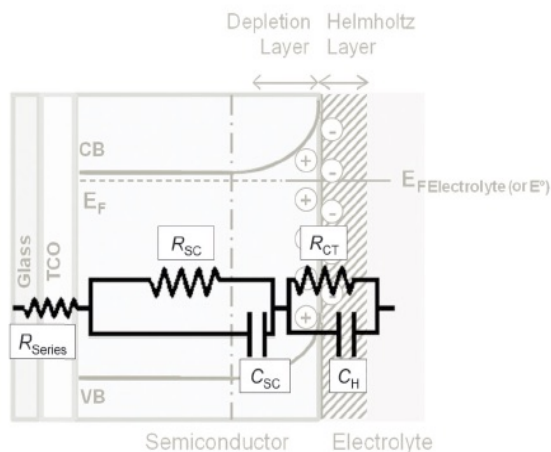 Depletion Helmholtz
Layer Layer
CB
E_F
E_F Electrolyte (or E°)
Glass
TCO
R_SC
R_CT
R_Series
C_SC
C_H
VB
Semiconductor Electrolyte